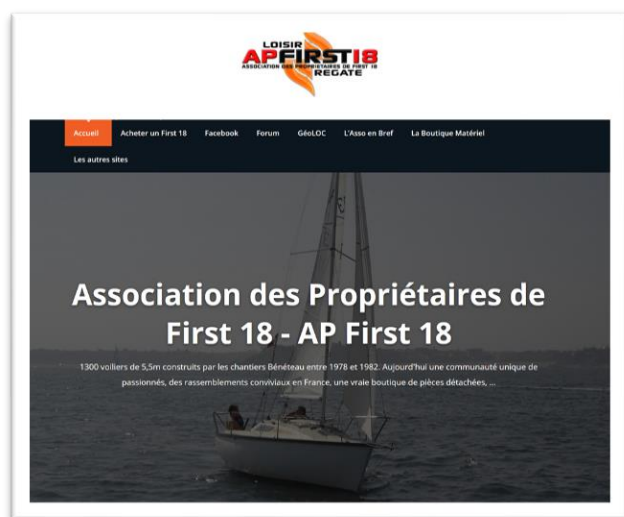 LOISIR
APFIRST18
ASSOCIATION DES PROPRIETAIRES DE FIRST 18
REGATE
Accueil Acheter un First 18 Facebook Forum GéoLOC L'Asso en Bref La Boutique Matériel
Les autres sites
Association des Propriétaires de
First 18 - AP First 18
1300 voiliers de 5,5m construits par les chantiers Bénéteau entre 1978 et 1982. Aujourd'hui une communauté unique de
passionnés, des rassemblements conviviaux en France, une vraie boutique de pièces détachées, ...